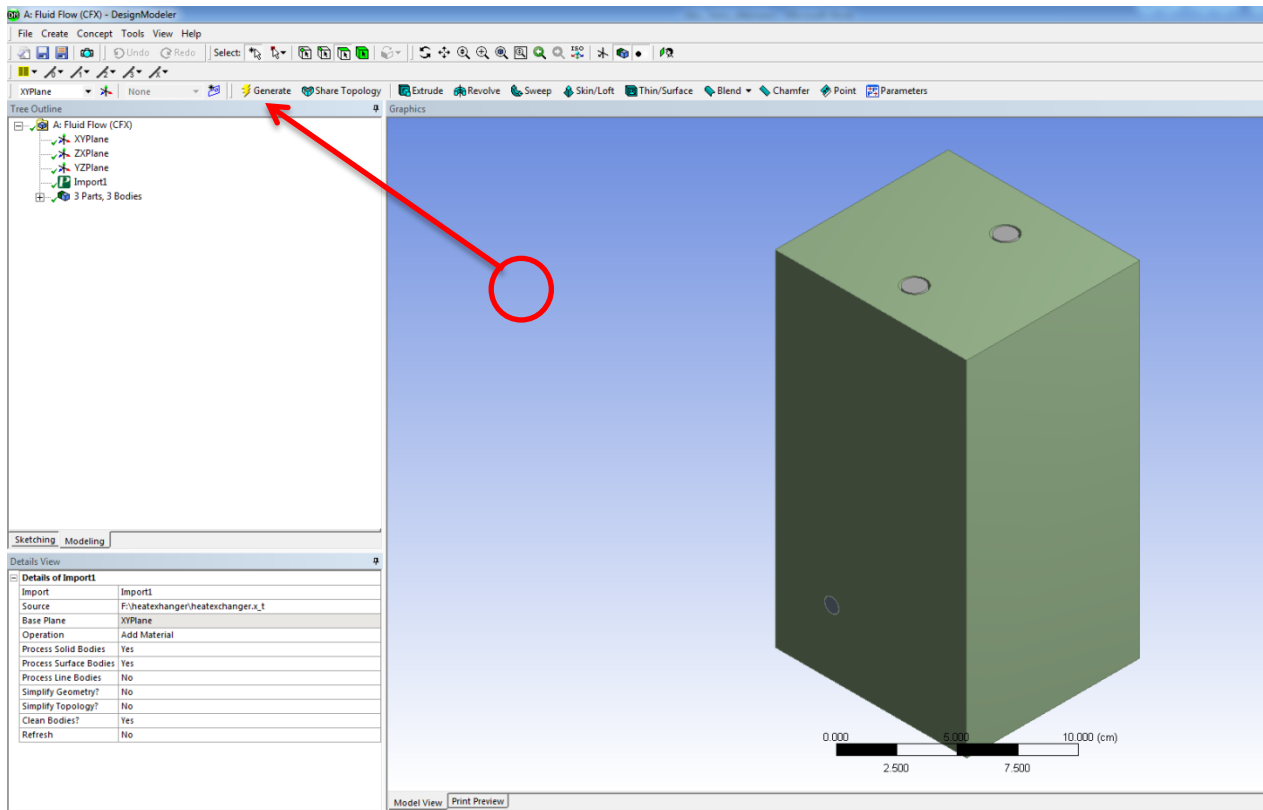 A: Fluid Flow (CFX) - DesignModeler
File Create Concept Tools View Help
Undo Redo Select: ISO
XYPlane None Generate Share Topology Extrude Revolve Sweep Skin/Loft Thin/Surface Blend Chamfer Point Parameters
Tree Outline
A: Fluid Flow (CFX)
XYPlane
ZXPlane
YZPlane
Import1
3 Parts, 3 Bodies
Sketching Modeling
Details View
Details of Import1
Import Import1
Source F:\heatexhanger\heatexchanger.x_t
Base Plane XYPlane
Operation Add Material
Process Solid Bodies Yes
Process Surface Bodies Yes
Process Line Bodies No
Simplify Geometry? No
Simplify Topology? No
Clean Bodies? Yes
Refresh No
Graphics
0.000 5.000 10.000 (cm)
2.500 7.500
Model View Print Preview